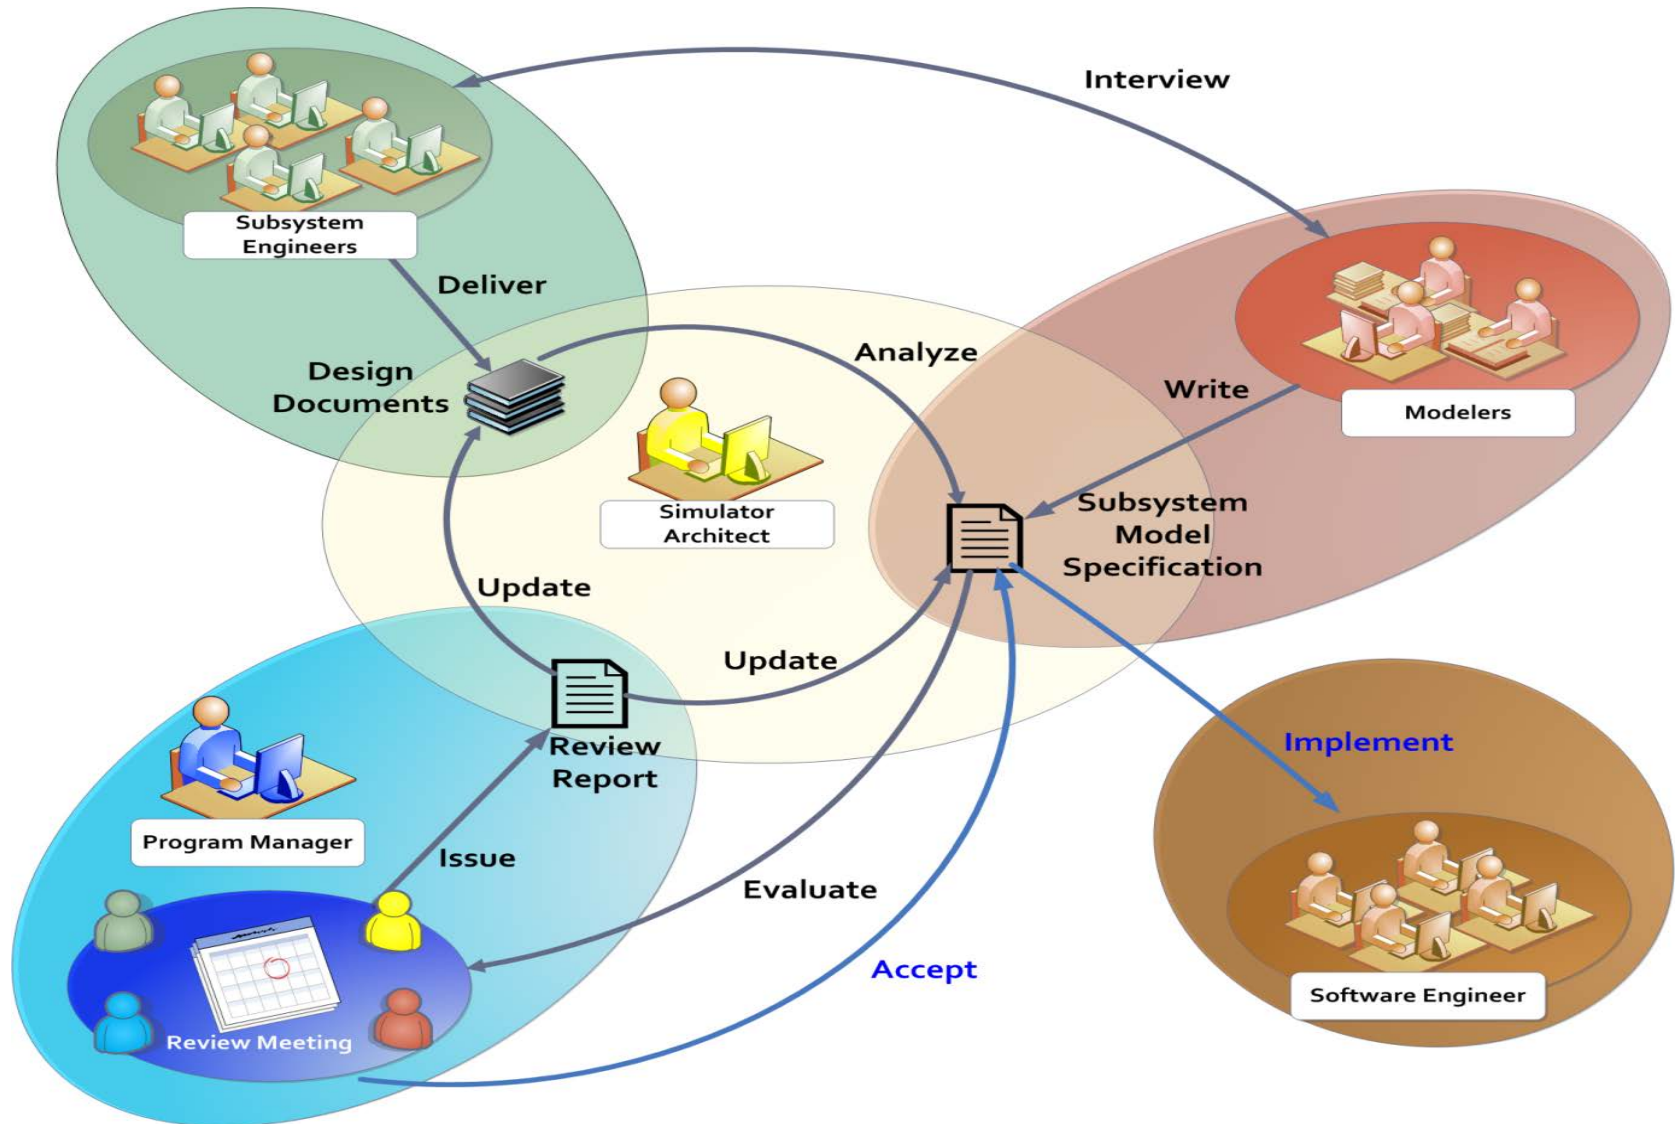 Interview
Subsystem
Engineers
Deliver
Analyze
Design
Documents
Write
Modelers
Simulator
Architect
Subsystem
Model
Specification
Update
Update
Review
Report
Implement
Program Manager
Issue
Evaluate
Accept
Software Engineer
Review Meeting